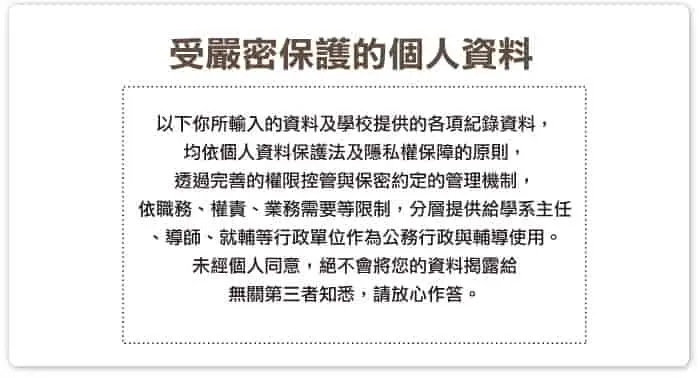 受嚴密保護的個人資料
以下你所輸入的資料及學校提供的各項紀錄資料，
均依個人資料保護法及隱私權保障的原則，
透過完善的權限控管與保密約定的管理機制，
依職務、權責、業務需要等限制，分層提供給學系主任
、導師、就輔等行政單位作為公務行政與輔導使用。
未經個人同意，絕不會將您的資料揭露給
無關第三者知悉，請放心作答。